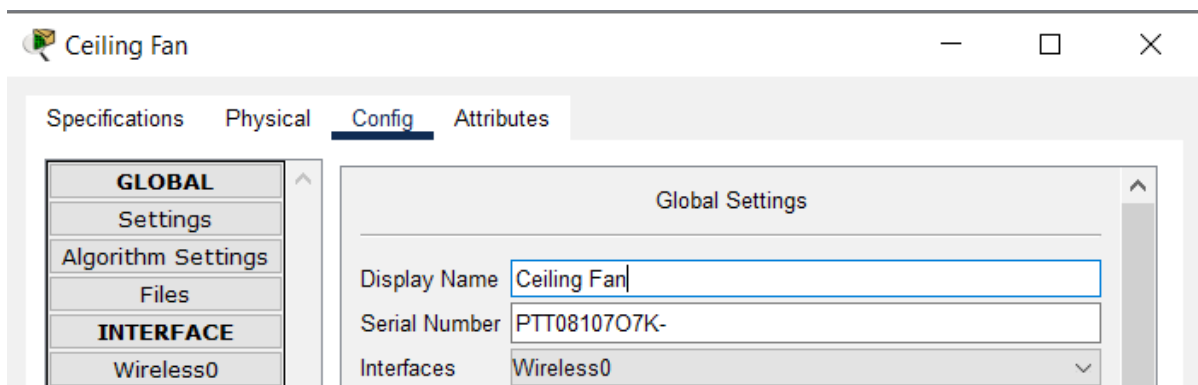 Ceiling Fan
Specifications Physical Config Attributes
GLOBAL
Settings
Algorithm Settings
Files
INTERFACE
Wireless0
Global Settings
Display Name Ceiling Fan
Serial Number PTT08107O7K-
Interfaces Wireless0